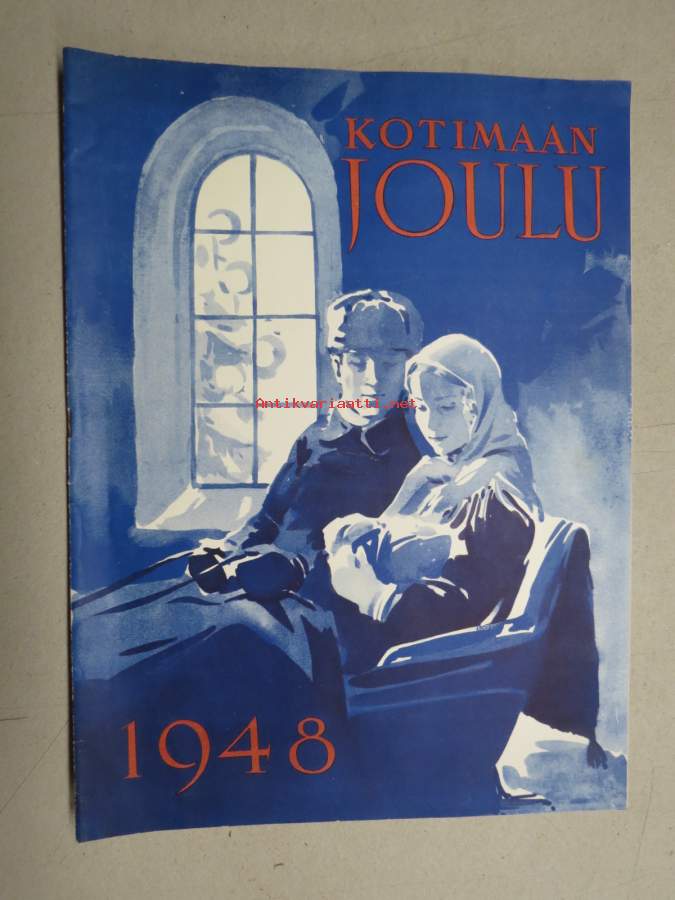 KOTIMAAN
JOULU
Antikvariaatti.net
1948